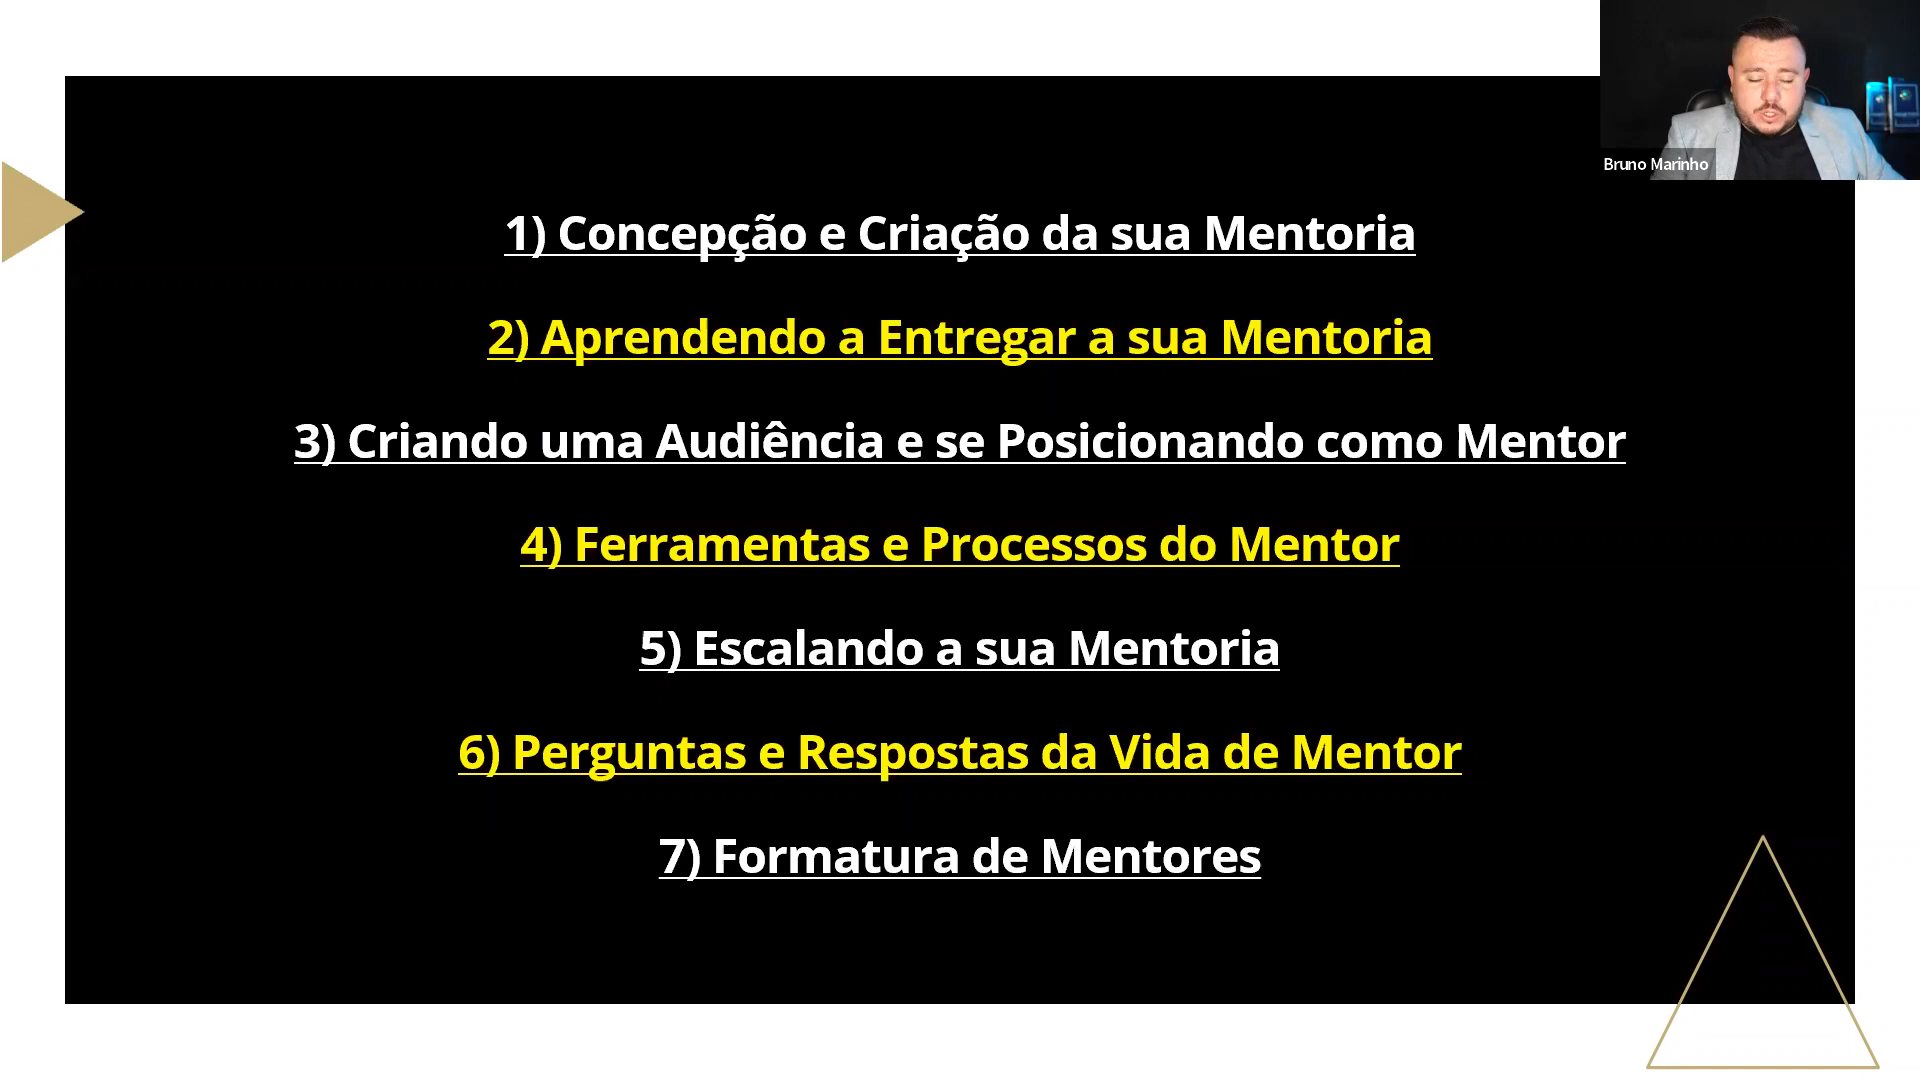 Bruno Marinho
1) Concepção e Criação da sua Mentoria
2) Aprendendo a Entregar a sua Mentoria
3) Criando uma Audiência e se Posicionando como Mentor
4) Ferramentas e Processos do Mentor
5) Escalando a sua Mentoria
6) Perguntas e Respostas da Vida de Mentor
7) Formatura de Mentores